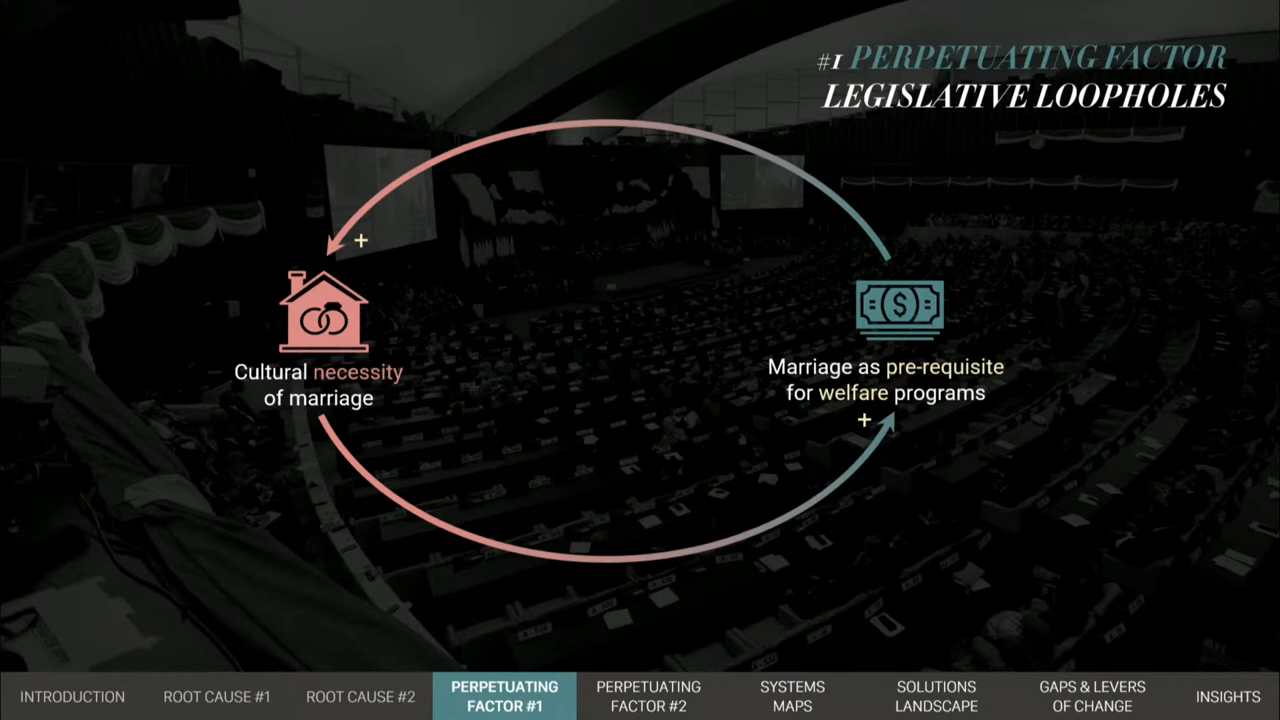 #1 PERPETUATING FACTOR
LEGISLATIVE LOOPHOLES
+
$
Cultural necessity
of marriage
Marriage as pre-requisite
for welfare programs
+
INTRODUCTION
ROOT CAUSE #1
ROOT CAUSE #2
PERPETUATING
FACTOR #1
PERPETUATING
FACTOR #2
SYSTEMS
MAPS
SOLUTIONS
LANDSCAPE
GAPS & LEVERS
OF CHANGE
INSIGHTS